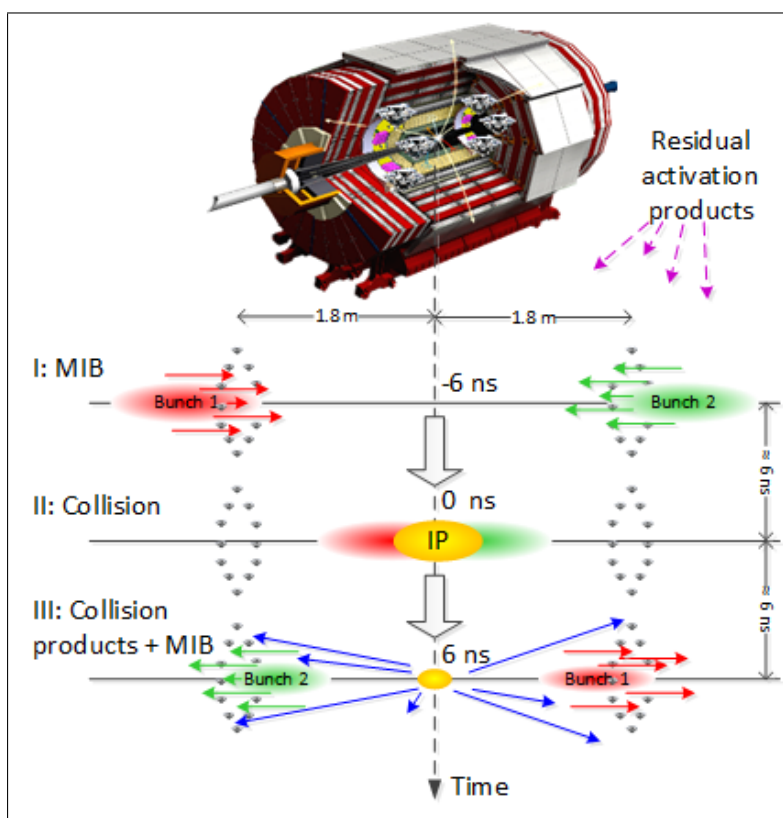 Residual
activation
products
1.8 m
1.8 m
I: MIB
-6 ns
Bunch 1
Bunch 2
≈ 6 ns
II: Collision
0 ns
IP
≈ 6 ns
III: Collision
products + MIB
6 ns
Bunch 2
Bunch 1
Time